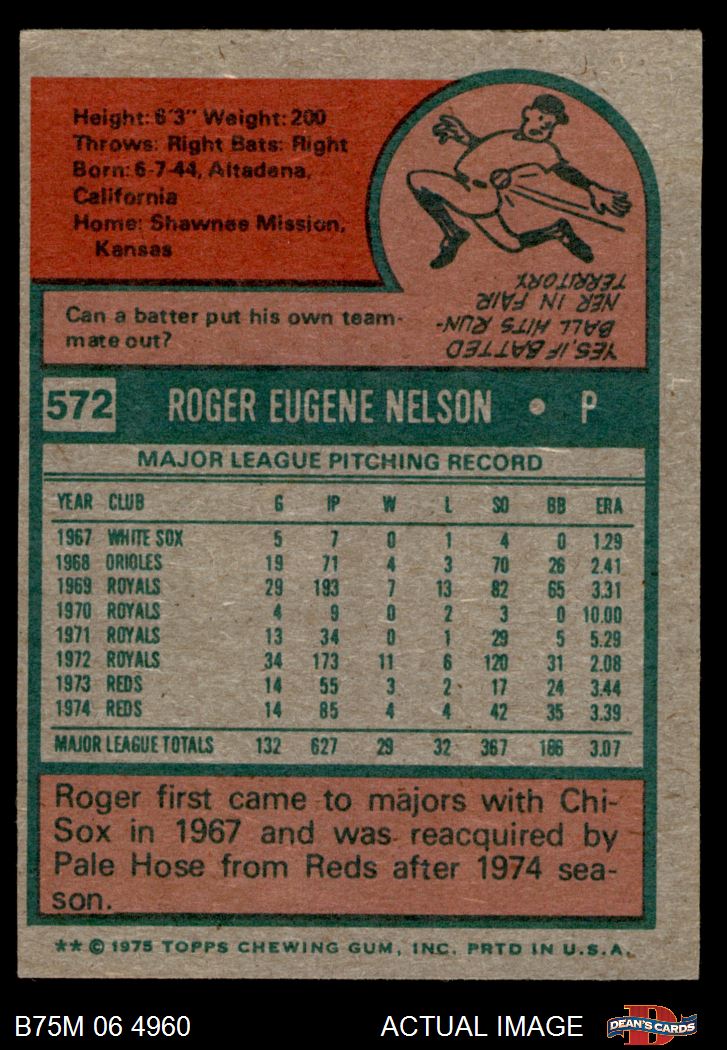 Height: 6'3" Weight: 200
Throws: Right Bats: Right
Born: 6-7-44, Altadena,
California
Home: Shawnee Mission,
Kansas
Can a batter put his own team-
mate out?
YES, IF BATTED
BALL HITS RUN-
NER IN FAIR
TERRITORY.
572 ROGER EUGENE NELSON • P
MAJOR LEAGUE PITCHING RECORD
YEAR CLUB G IP W L SO BB ERA
1967 WHITE SOX 5 7 0 1 4 0 1.29
1968 ORIOLES 19 71 4 3 70 26 2.41
1969 ROYALS 29 193 7 13 82 65 3.31
1970 ROYALS 4 9 0 2 3 0 10.00
1971 ROYALS 13 34 0 1 29 5 5.29
1972 ROYALS 34 173 11 6 120 31 2.08
1973 REDS 14 55 3 2 17 24 3.44
1974 REDS 14 85 4 4 42 35 3.39
MAJOR LEAGUE TOTALS 132 627 29 32 367 186 3.07
Roger first came to majors with Chi-
Sox in 1967 and was reacquired by
Pale Hose from Reds after 1974 sea-
son.
** © 1975 TOPPS CHEWING GUM, INC. PRTD IN U.S.A.
B75M 06 4960 ACTUAL IMAGE
D
DEAN'S CARDS